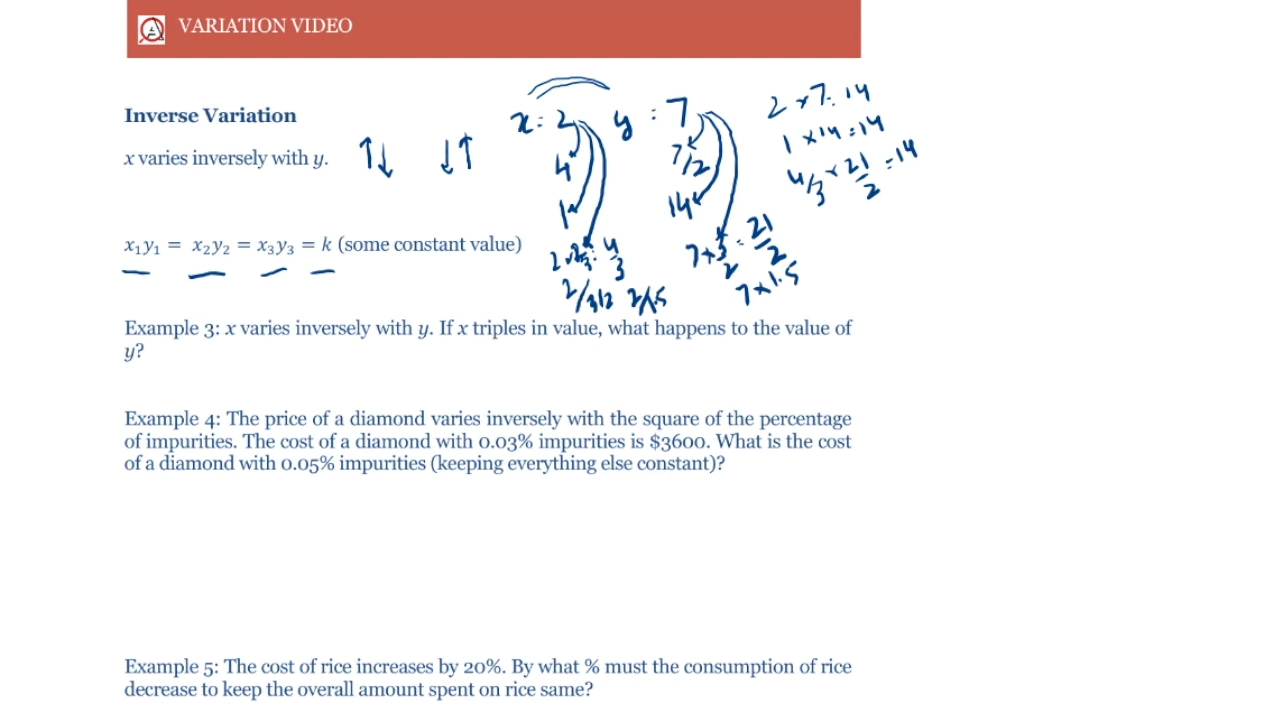 VARIATION VIDEO
Inverse Variation
x varies inversely with y. ↑↓ ↓↑
x : 2 y : 7
4 7/2
1 14
2 × 2/3 = 4/3 7 × 3/2 = 21/2
2/3/2 2/1.5 7 × 1.5
2 × 7 = 14
1 × 14 = 14
4/3 × 21/2 = 14
x₁y₁ = x₂y₂ = x₃y₃ = k (some constant value)
Example 3: x varies inversely with y. If x triples in value, what happens to the value of
y?
Example 4: The price of a diamond varies inversely with the square of the percentage
of impurities. The cost of a diamond with 0.03% impurities is $3600. What is the cost
of a diamond with 0.05% impurities (keeping everything else constant)?
Example 5: The cost of rice increases by 20%. By what % must the consumption of rice
decrease to keep the overall amount spent on rice same?